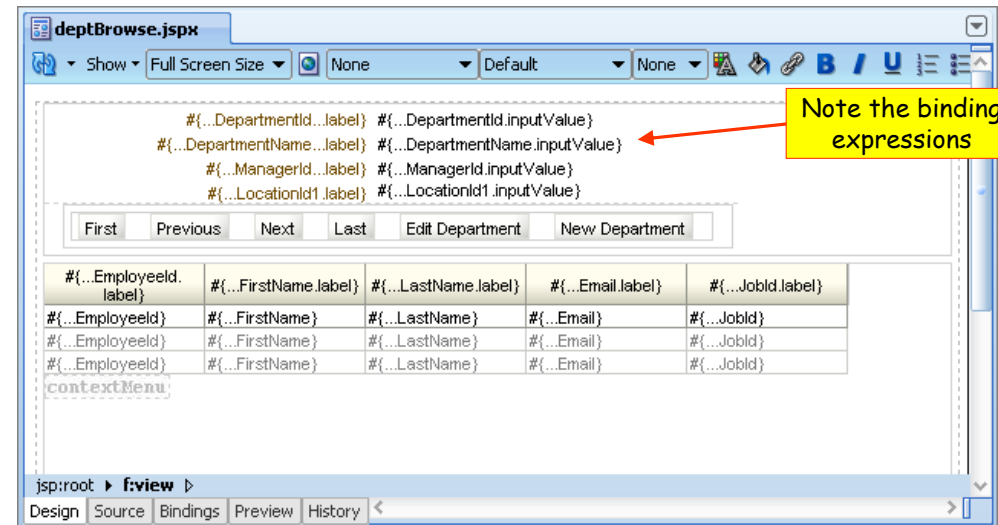 deptBrowse.jspx
Show Full Screen Size None Default None B I U
#{...DepartmentId...label} #{...DepartmentId.inputValue}
#{...DepartmentName...label} #{...DepartmentName.inputValue}
#{...ManagerId...label} #{...ManagerId.inputValue}
#{...LocationId1.label} #{...LocationId1.inputValue}
Note the binding
expressions
First Previous Next Last Edit Department New Department
#{...EmployeeId.
label} #{...FirstName.label} #{...LastName.label} #{...Email.label} #{...JobId.label}
#{...EmployeeId} #{...FirstName} #{...LastName} #{...Email} #{...JobId}
#{...EmployeeId} #{...FirstName} #{...LastName} #{...Email} #{...JobId}
#{...EmployeeId} #{...FirstName} #{...LastName} #{...Email} #{...JobId}
contextMenu
jsp:root f:view
Design Source Bindings Preview History